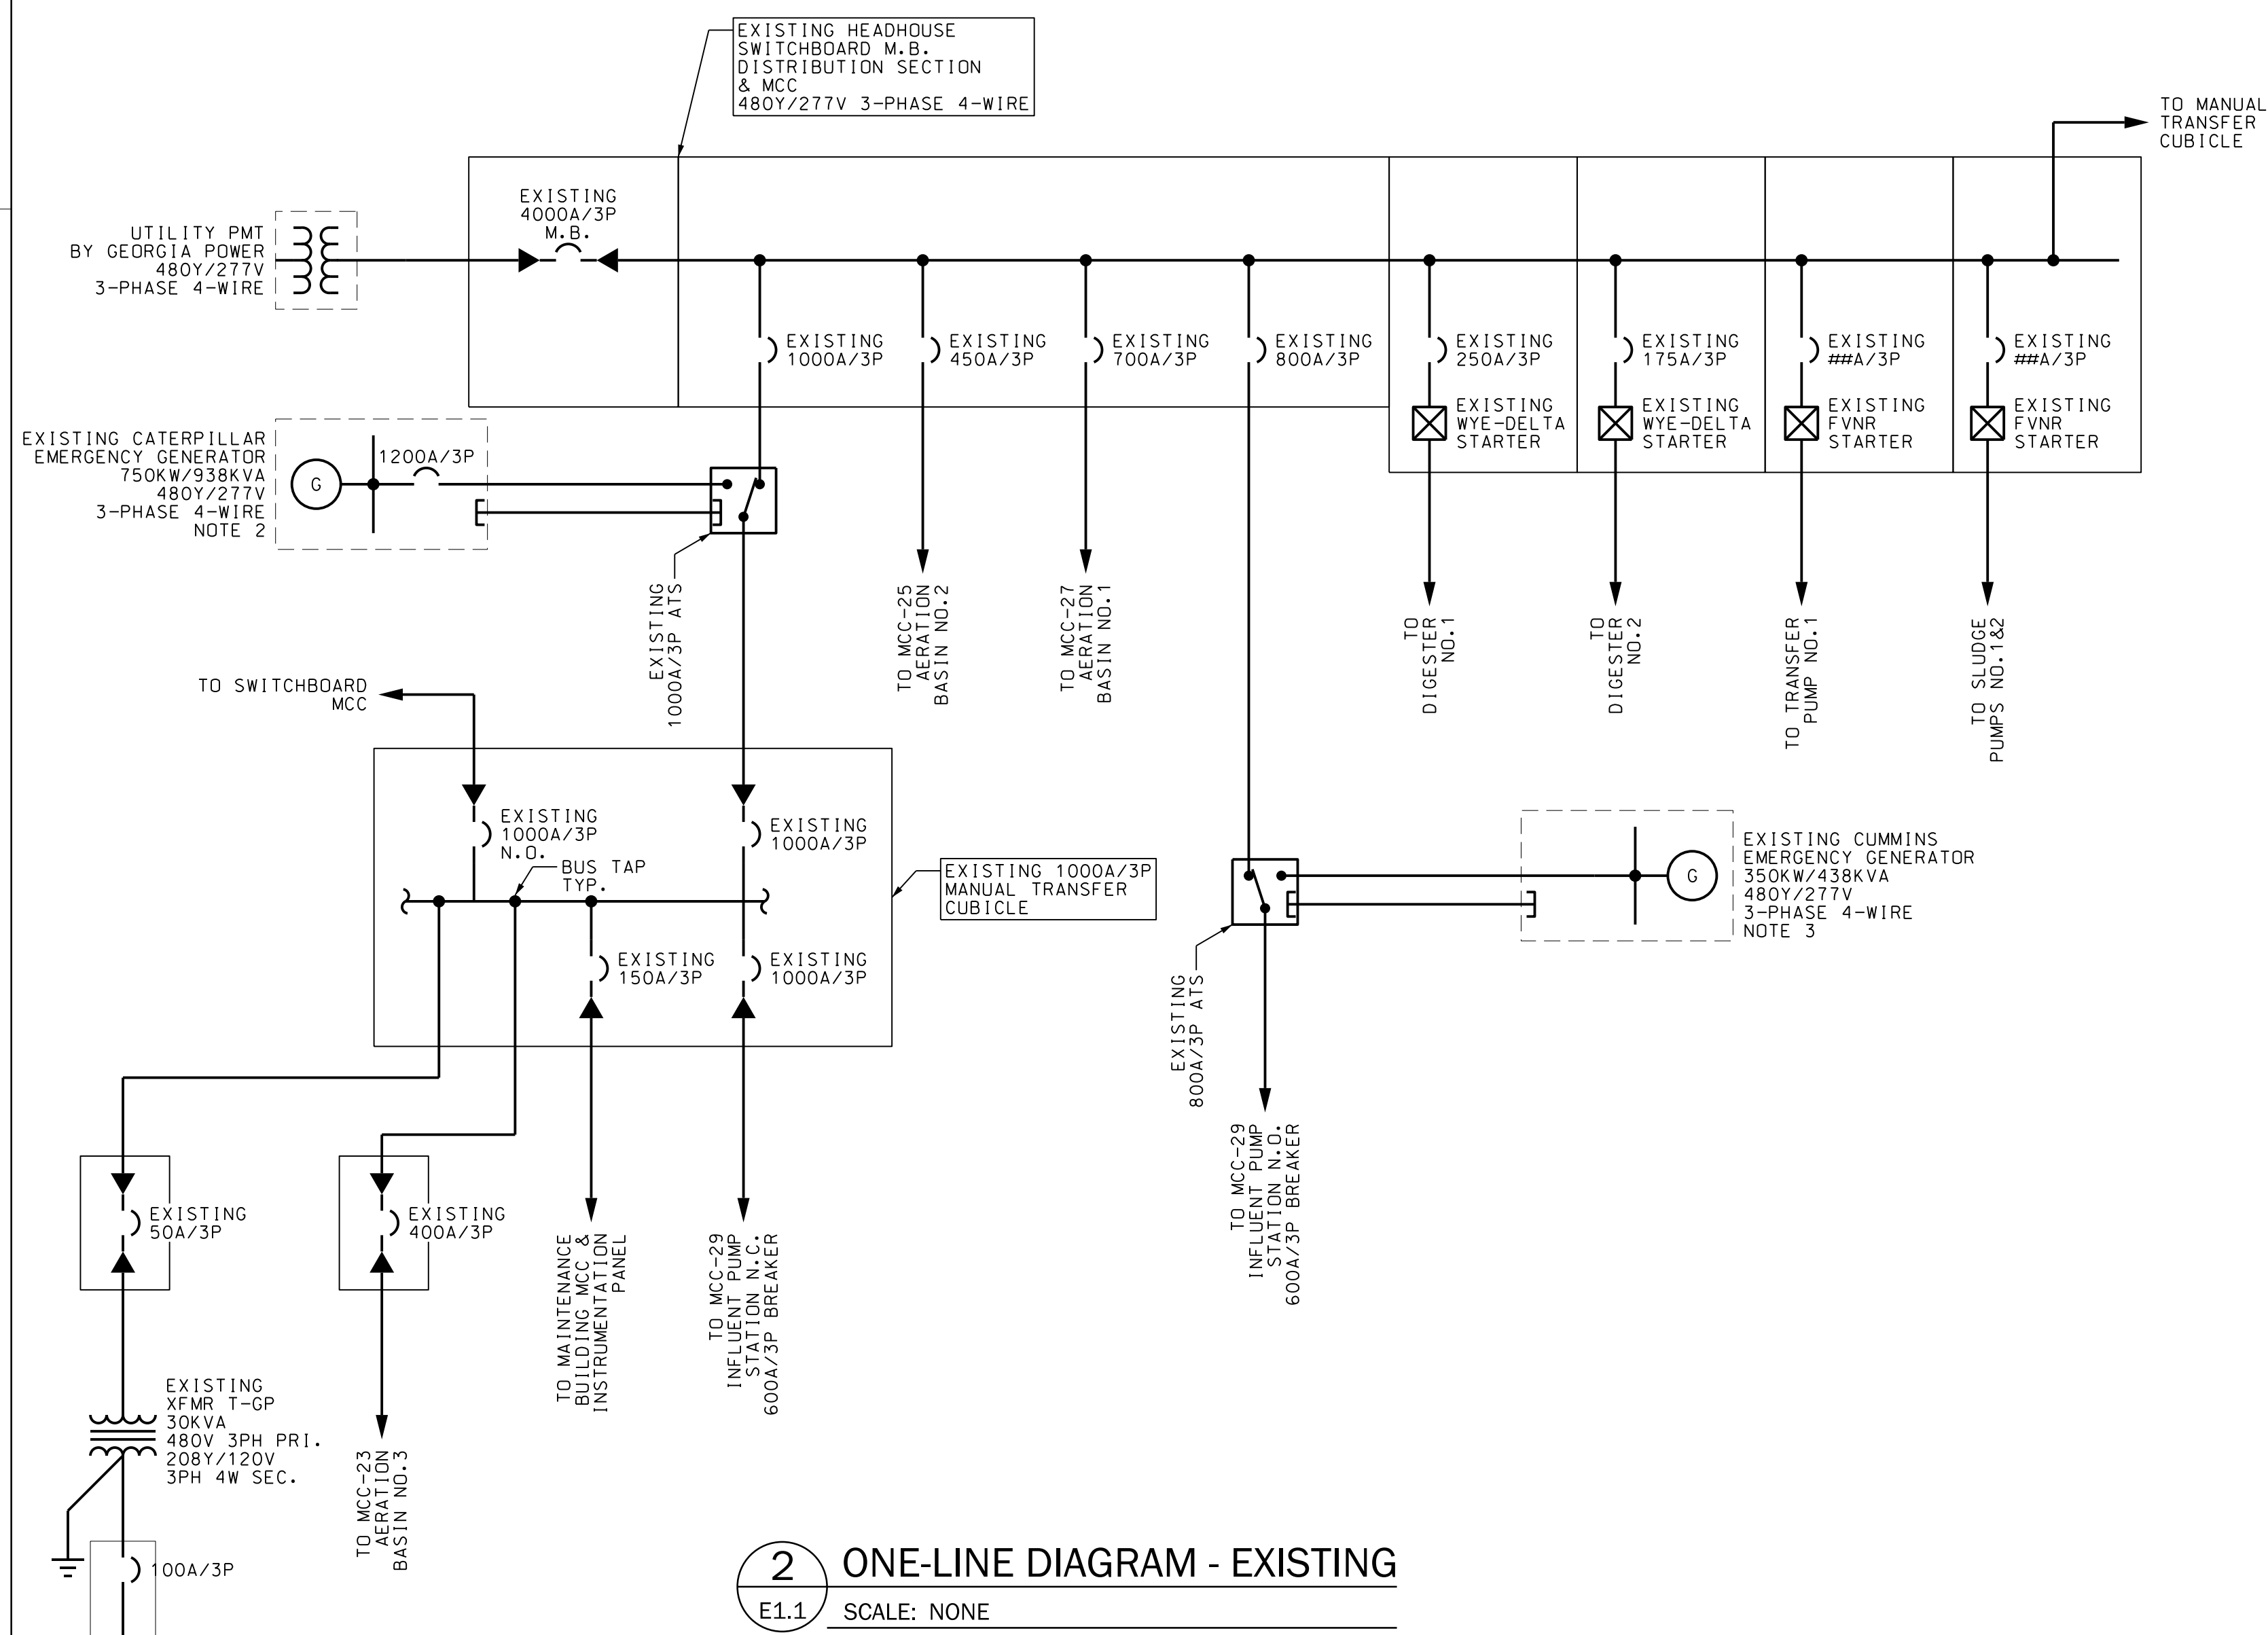 EXISTING HEADHOUSE
SWITCHBOARD M.B.
DISTRIBUTION SECTION
& MCC
480Y/277V 3-PHASE 4-WIRE
TO MANUAL
TRANSFER
CUBICLE
EXISTING
4000A/3P
M.B.
UTILITY PMT
BY GEORGIA POWER
480Y/277V
3-PHASE 4-WIRE
EXISTING
1000A/3P
EXISTING
450A/3P
EXISTING
700A/3P
EXISTING
800A/3P
EXISTING
250A/3P
EXISTING
175A/3P
EXISTING
##A/3P
EXISTING
##A/3P
EXISTING
WYE-DELTA
STARTER
EXISTING
WYE-DELTA
STARTER
EXISTING
FVNR
STARTER
EXISTING
FVNR
STARTER
EXISTING CATERPILLAR
EMERGENCY GENERATOR
750KW/938KVA
480Y/277V
3-PHASE 4-WIRE
NOTE 2
G
1200A/3P
EXISTING
1000A/3P ATS
TO MCC-25
AERATION
BASIN NO.2
TO MCC-27
AERATION
BASIN NO.1
TO
DIGESTER
NO.1
TO
DIGESTER
NO.2
TO TRANSFER
PUMP NO.1
TO SLUDGE
PUMPS NO.1&2
TO SWITCHBOARD
MCC
EXISTING
1000A/3P
N.O.
BUS TAP
TYP.
EXISTING
1000A/3P
EXISTING 1000A/3P
MANUAL TRANSFER
CUBICLE
EXISTING
150A/3P
EXISTING
1000A/3P
G
EXISTING CUMMINS
EMERGENCY GENERATOR
350KW/438KVA
480Y/277V
3-PHASE 4-WIRE
NOTE 3
EXISTING
800A/3P ATS
TO MCC-29
INFLUENT PUMP
STATION N.O.
600A/3P BREAKER
EXISTING
50A/3P
EXISTING
400A/3P
TO MAINTENANCE
BUILDING MCC &
INSTRUMENTATION
PANEL
TO MCC-29
INFLUENT PUMP
STATION N.C.
600A/3P BREAKER
EXISTING
XFMR T-GP
30KVA
480V 3PH PRI.
208Y/120V
3PH 4W SEC.
TO MCC-23
AERATION
BASIN NO.3
100A/3P
2
E1.1
ONE-LINE DIAGRAM - EXISTING
SCALE: NONE